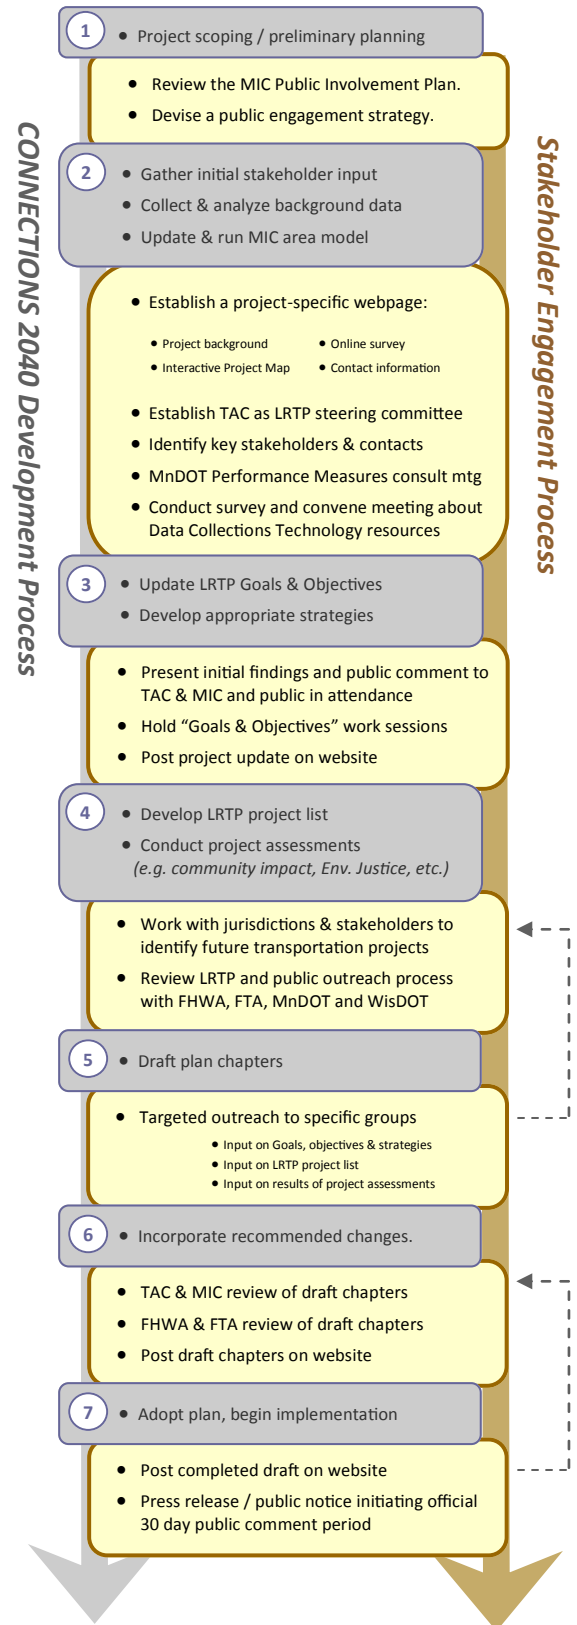 CONNECTIONS 2040 Development Process
Stakeholder Engagement Process
1
• Project scoping / preliminary planning
• Review the MIC Public Involvement Plan.
• Devise a public engagement strategy.
2
• Gather initial stakeholder input
• Collect & analyze background data
• Update & run MIC area model
• Establish a project-specific webpage:
• Project background • Online survey
• Interactive Project Map • Contact information
• Establish TAC as LRTP steering committee
• Identify key stakeholders & contacts
• MnDOT Performance Measures consult mtg
• Conduct survey and convene meeting about
Data Collections Technology resources
3
• Update LRTP Goals & Objectives
• Develop appropriate strategies
• Present initial findings and public comment to
TAC & MIC and public in attendance
• Hold “Goals & Objectives” work sessions
• Post project update on website
4
• Develop LRTP project list
• Conduct project assessments
(e.g. community impact, Env. Justice, etc.)
• Work with jurisdictions & stakeholders to
identify future transportation projects
• Review LRTP and public outreach process
with FHWA, FTA, MnDOT and WisDOT
5
• Draft plan chapters
• Targeted outreach to specific groups
• Input on Goals, objectives & strategies
• Input on LRTP project list
• Input on results of project assessments
6
• Incorporate recommended changes.
• TAC & MIC review of draft chapters
• FHWA & FTA review of draft chapters
• Post draft chapters on website
7
• Adopt plan, begin implementation
• Post completed draft on website
• Press release / public notice initiating official
30 day public comment period